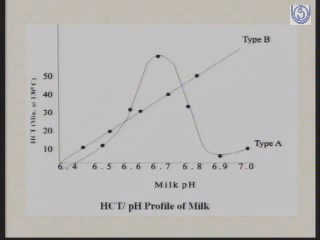 Type B
50
40
30
20
10
HCT (Min. at 130°C)
Type A
6.4 6.5 6.6 6.7 6.8 6.9 7.0
Milk pH
HCT/ pH Profile of Milk